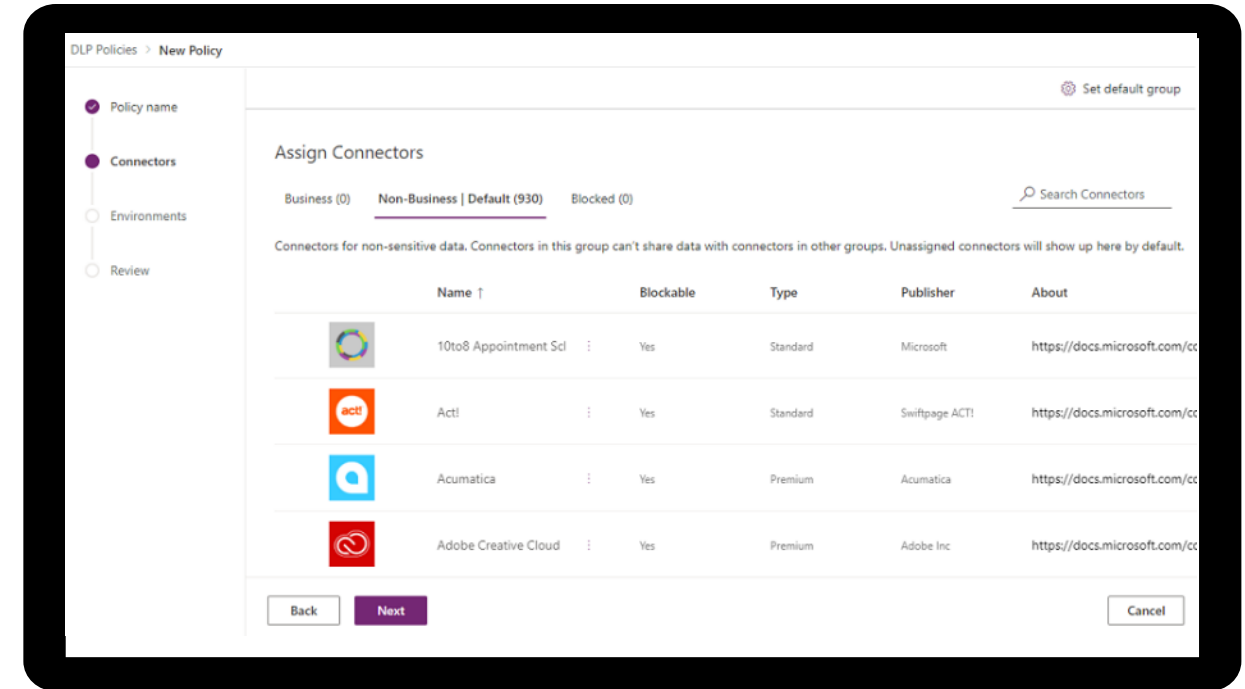 DLP Policies > New Policy
Set default group
Policy name
Connectors
Environments
Review
Assign Connectors
Business (0) Non-Business | Default (930) Blocked (0) Search Connectors
Connectors for non-sensitive data. Connectors in this group can't share data with connectors in other groups. Unassigned connectors will show up here by default.
Name ↑ Blockable Type Publisher About
10to8 Appointment Scl Yes Standard Microsoft https://docs.microsoft.com/cc
act! Act! Yes Standard Swiftpage ACT! https://docs.microsoft.com/cc
Acumatica Yes Premium Acumatica https://docs.microsoft.com/cc
Adobe Creative Cloud Yes Premium Adobe Inc https://docs.microsoft.com/cc
Back Next Cancel